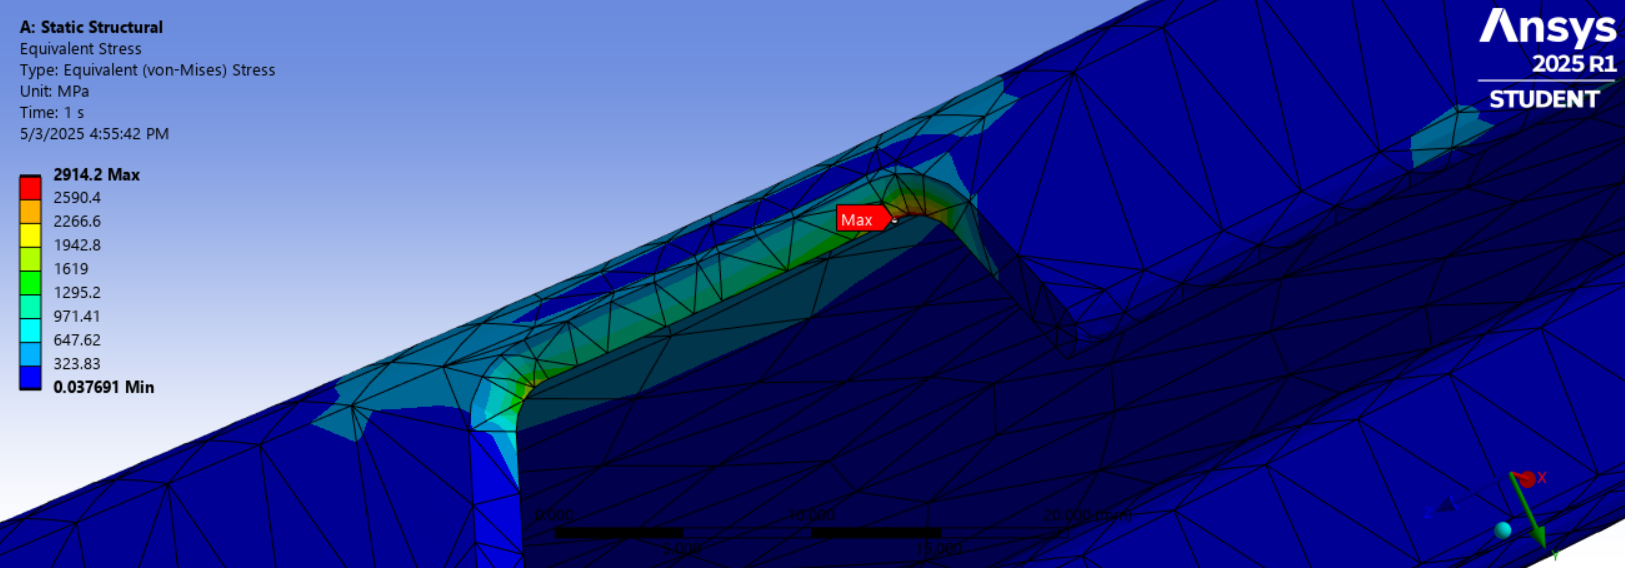 A: Static Structural
Equivalent Stress
Type: Equivalent (von-Mises) Stress
Unit: MPa
Time: 1 s
5/3/2025 4:55:42 PM
2914.2 Max
2590.4
2266.6
1942.8
1619
1295.2
971.41
647.62
323.83
0.037691 Min
Ansys
2025 R1
STUDENT
Max
0.000 10.000 20.000 (mm)
5.000 15.000
X
Z
Y